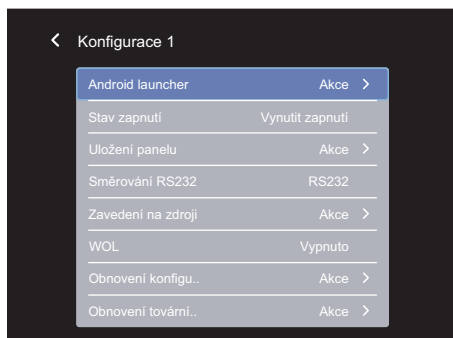 Konfigurace 1
Android launcher Akce
Stav zapnutí Vynutit zapnutí
Uložení panelu Akce
Směrování RS232 RS232
Zavedení na zdroji Akce
WOL Vypnuto
Obnovení konfigu.. Akce
Obnovení tovární.. Akce